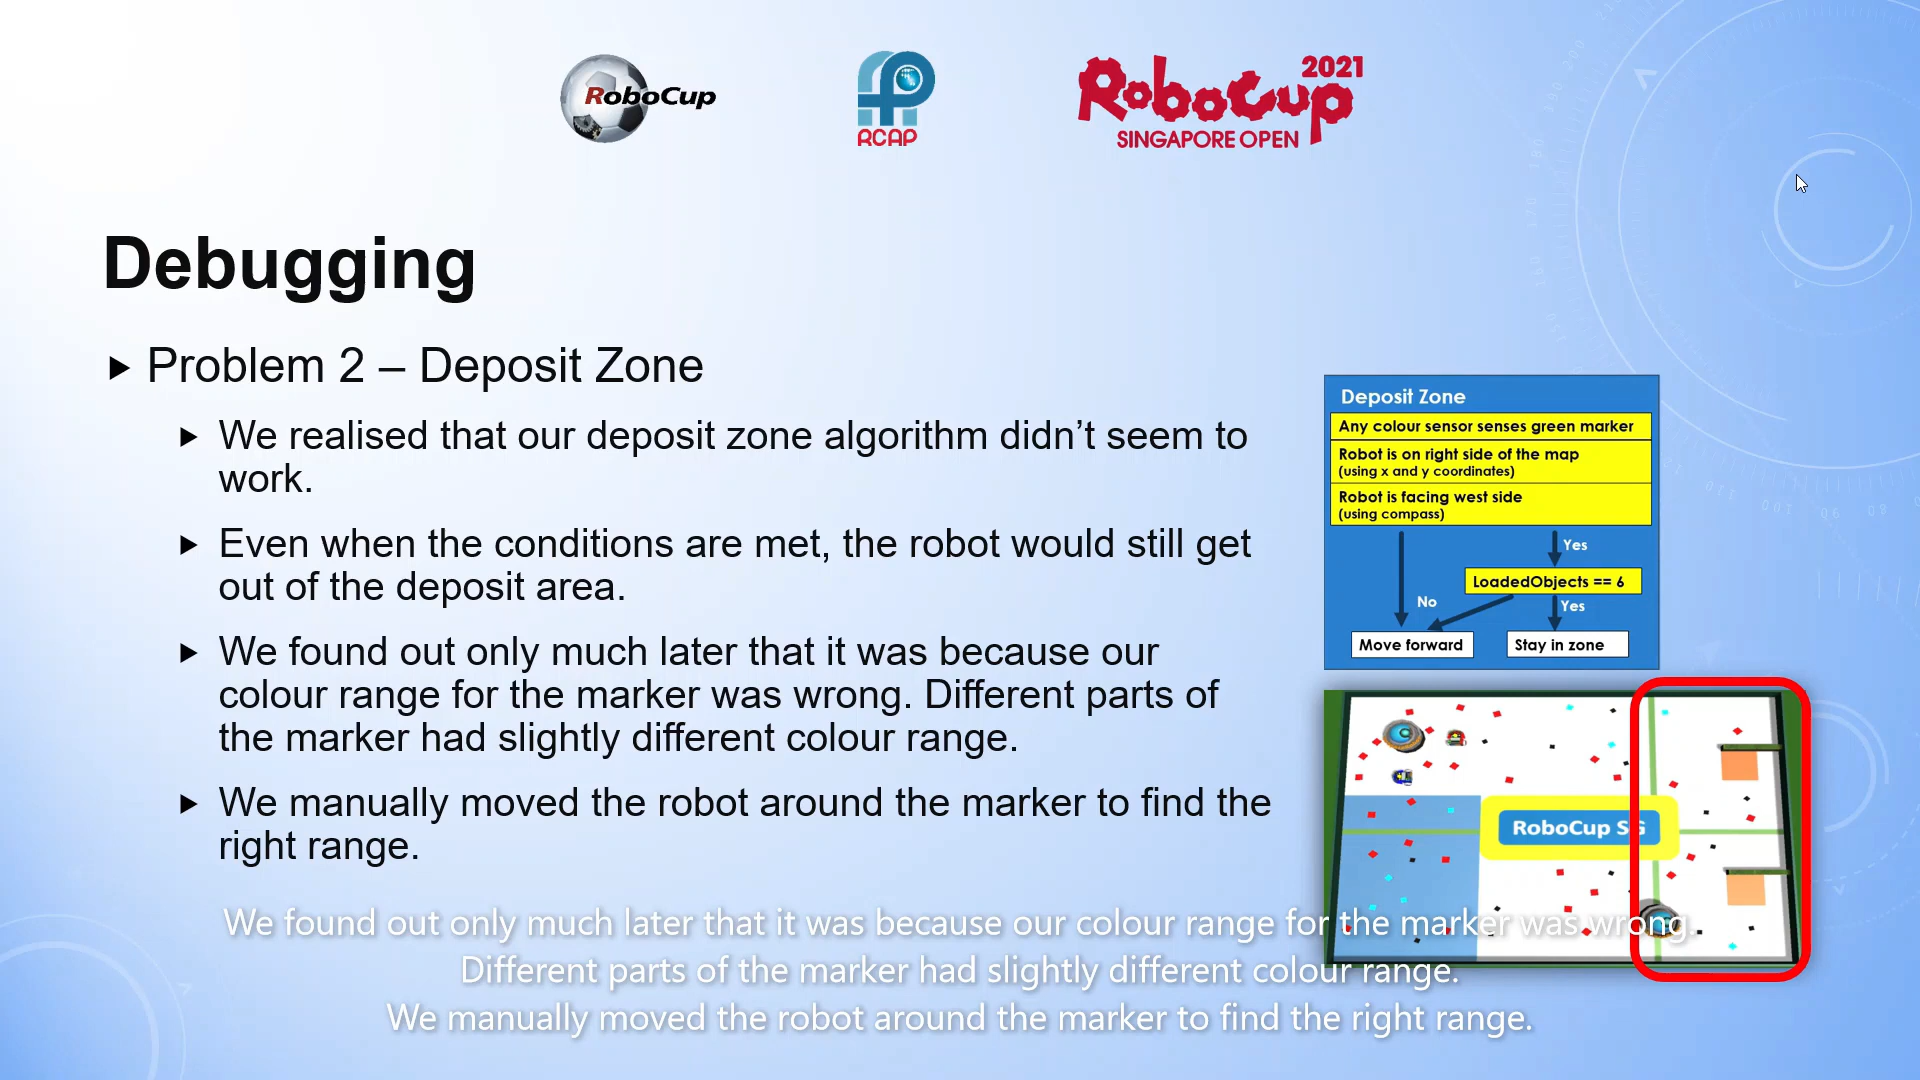 RoboCup
RCAP
RoboCup 2021
SINGAPORE OPEN
Debugging
Problem 2 – Deposit Zone
We realised that our deposit zone algorithm didn’t seem to
work.
Even when the conditions are met, the robot would still get
out of the deposit area.
We found out only much later that it was because our
colour range for the marker was wrong. Different parts of
the marker had slightly different colour range.
We manually moved the robot around the marker to find the
right range.
Deposit Zone
Any colour sensor senses green marker
Robot is on right side of the map
(using x and y coordinates)
Robot is facing west side
(using compass)
Yes
LoadedObjects == 6
No
Yes
Move forward
Stay in zone
RoboCup SG
We found out only much later that it was because our colour range for the marker was wrong.
Different parts of the marker had slightly different colour range.
We manually moved the robot around the marker to find the right range.